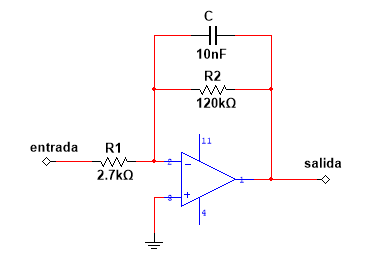 C
10nF
R2
120kΩ
entrada
R1
2.7kΩ
11
2
salida
1
3
4